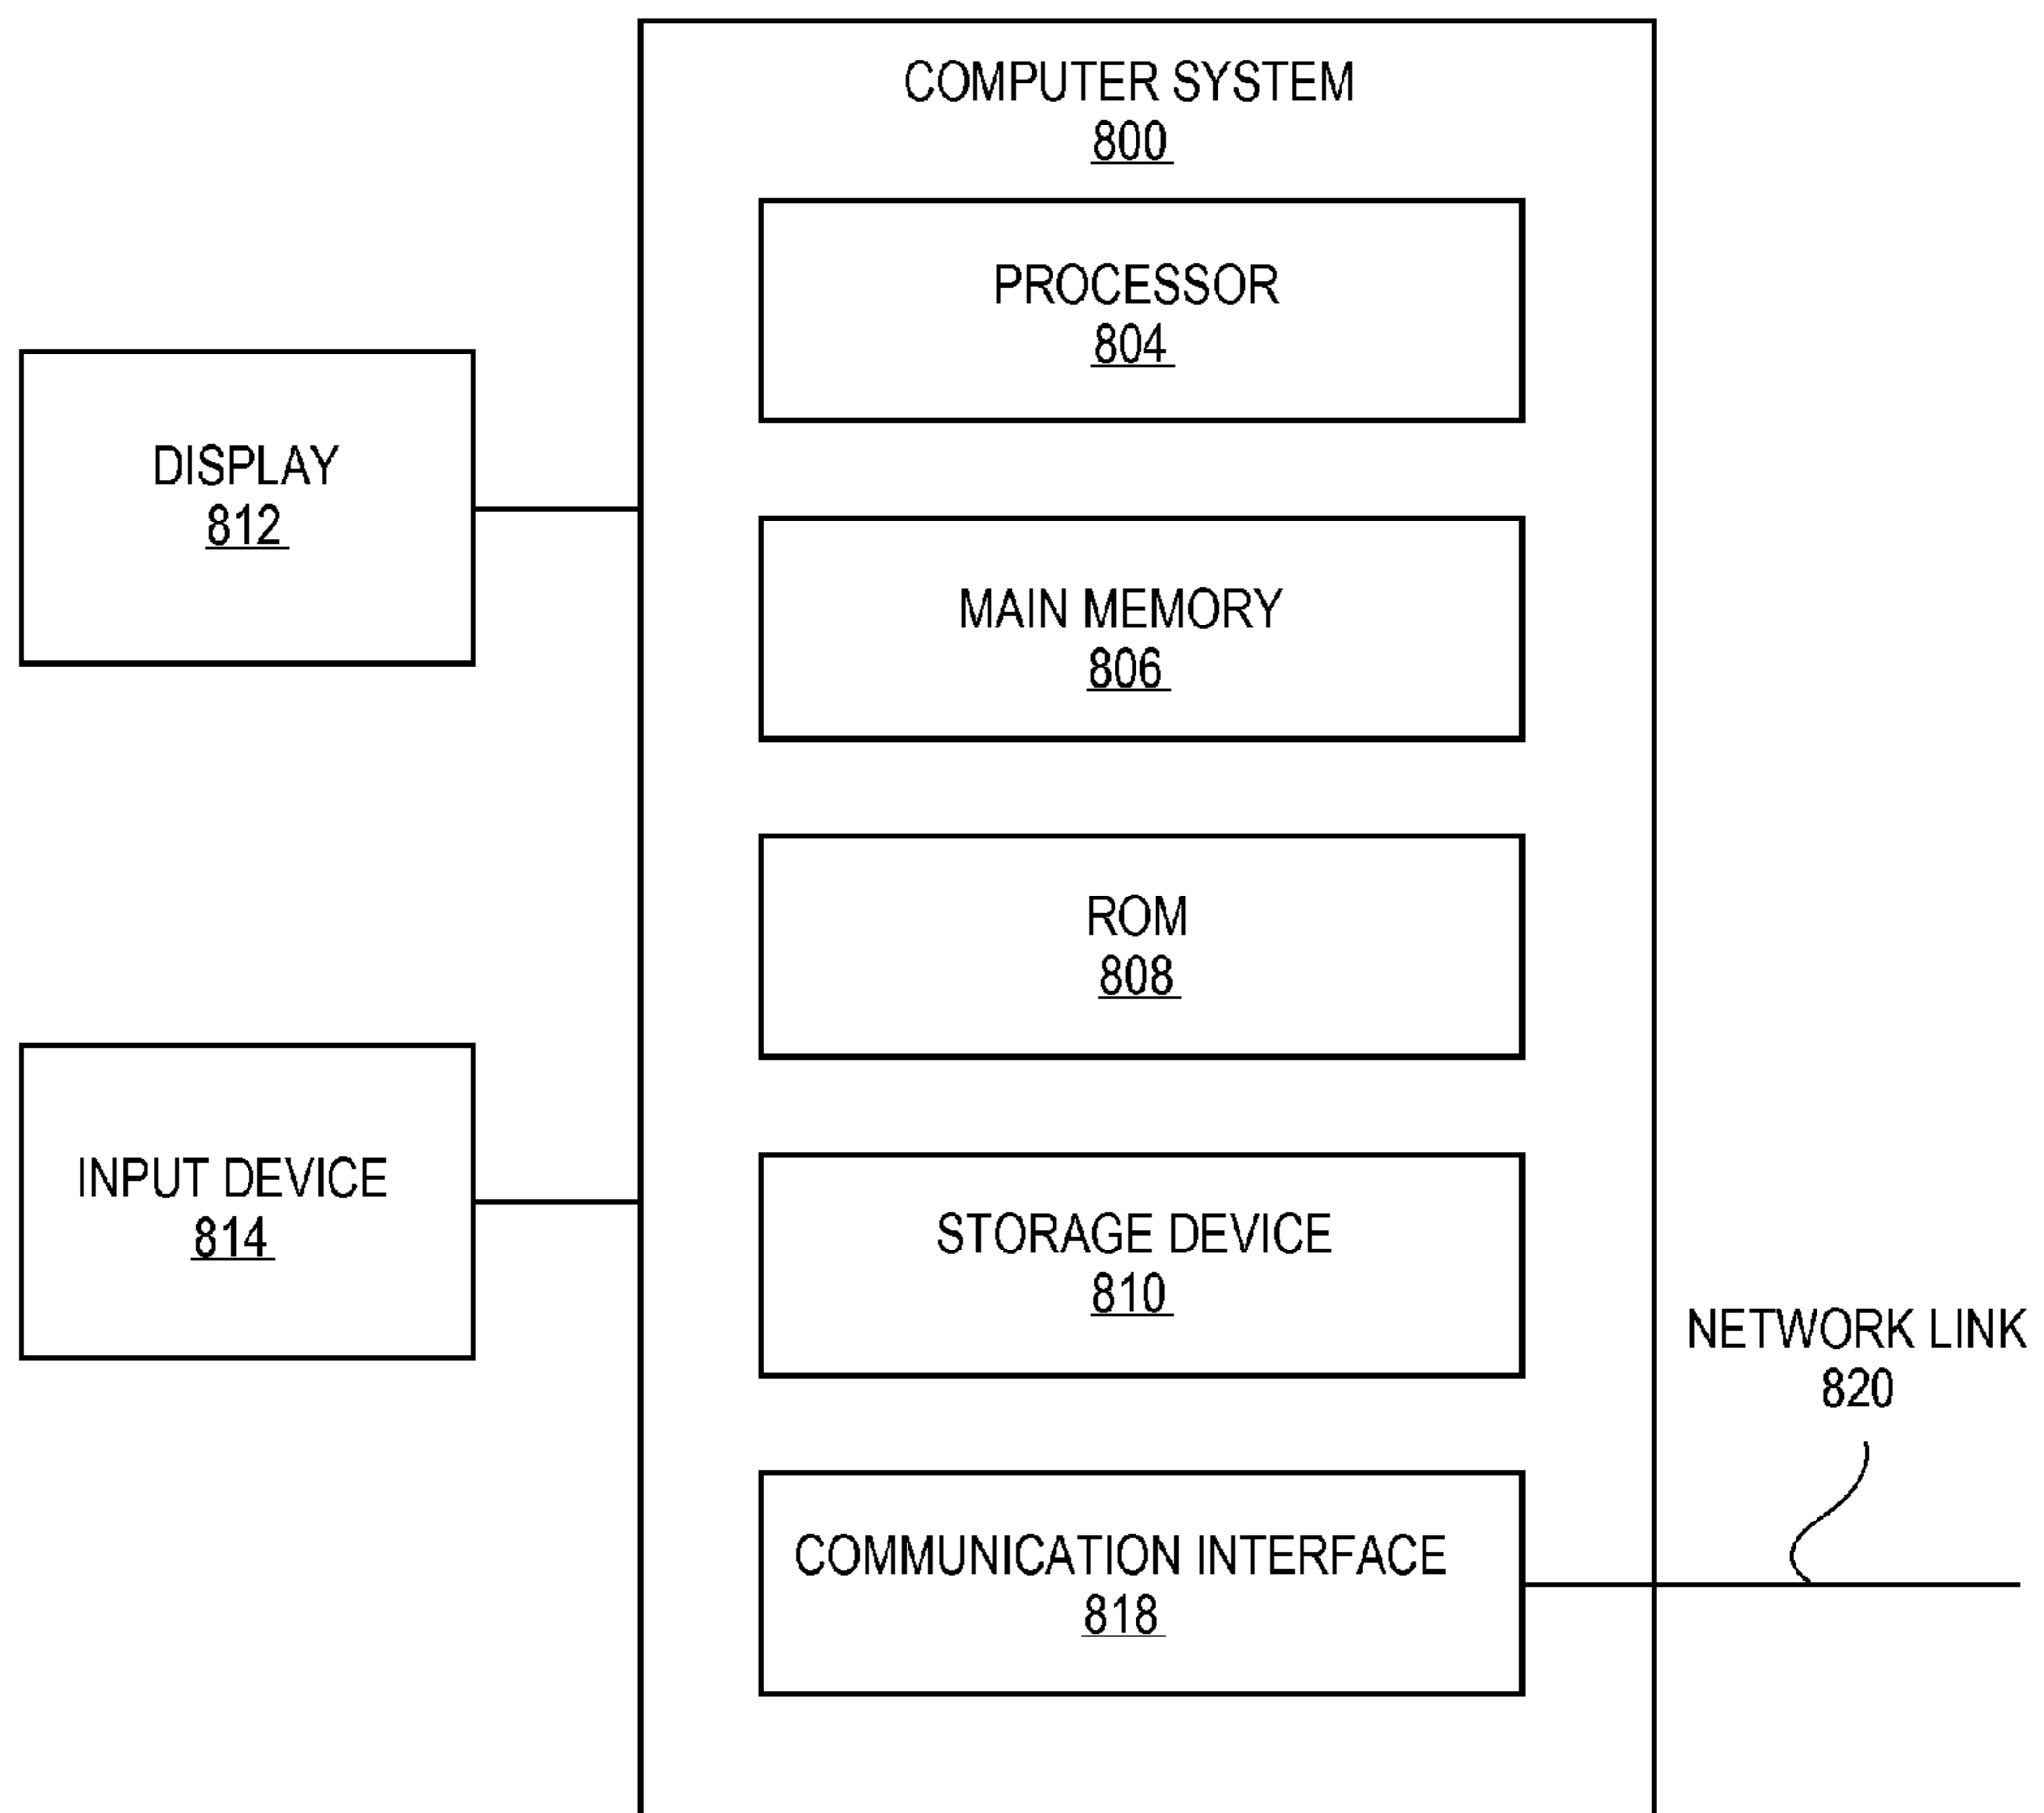 COMPUTER SYSTEM
800
PROCESSOR
804
DISPLAY
812
MAIN MEMORY
806
ROM
808
INPUT DEVICE
814
STORAGE DEVICE
810
NETWORK LINK
820
COMMUNICATION INTERFACE
818